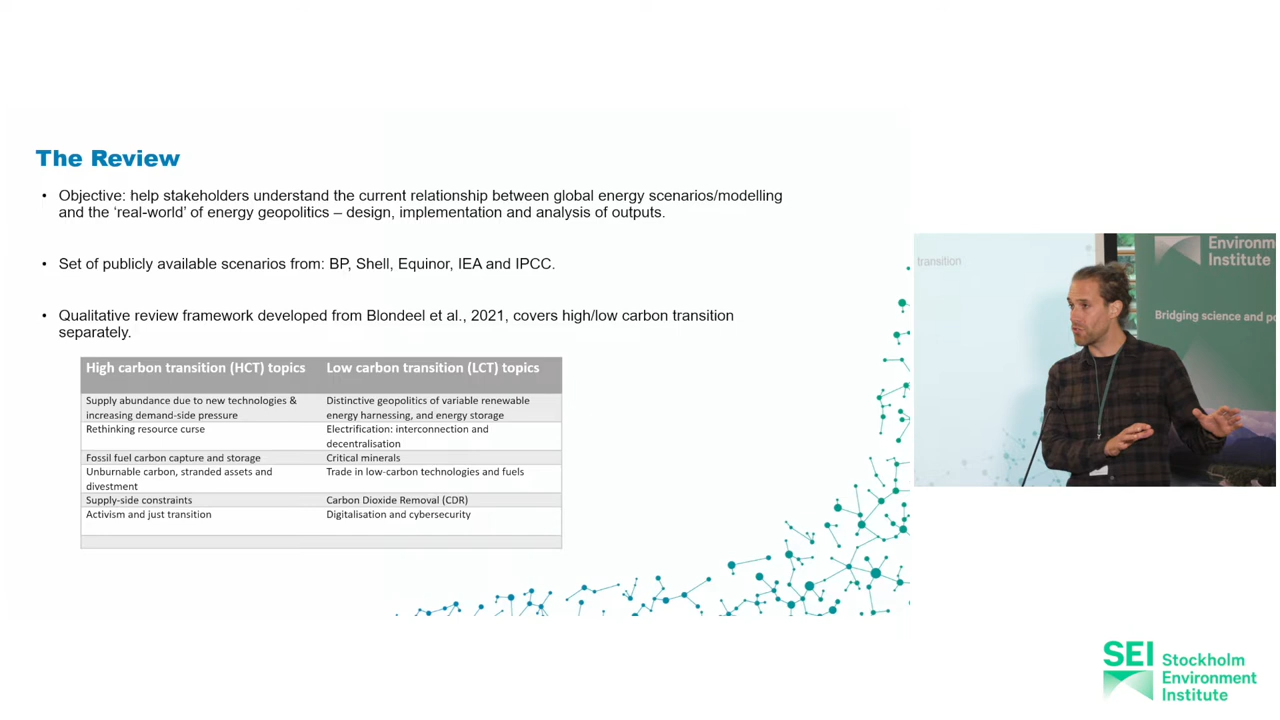 The Review
• Objective: help stakeholders understand the current relationship between global energy scenarios/modelling
and the ‘real-world’ of energy geopolitics – design, implementation and analysis of outputs.
• Set of publicly available scenarios from: BP, Shell, Equinor, IEA and IPCC.
• Qualitative review framework developed from Blondeel et al., 2021, covers high/low carbon transition
separately.
High carbon transition (HCT) topics Low carbon transition (LCT) topics
Supply abundance due to new technologies &
increasing demand-side pressure
Distinctive geopolitics of variable renewable
energy harnessing, and energy storage
Rethinking resource curse
Electrification: interconnection and
decentralisation
Fossil fuel carbon capture and storage
Critical minerals
Unburnable carbon, stranded assets and
divestment
Trade in low-carbon technologies and fuels
Supply-side constraints
Carbon Dioxide Removal (CDR)
Activism and just transition
Digitalisation and cybersecurity
transition
Environm
Institute
Bridging science and po
SEI Stockholm
Environment
Institute